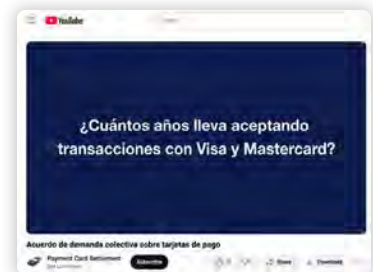 YouTube
¿Cuántos años lleva aceptando
transacciones con Visa y Mastercard?
Acuerdo de demanda colectiva sobre tarjetas de pago
Payment Card Settlement
Subscribe
Share
Download